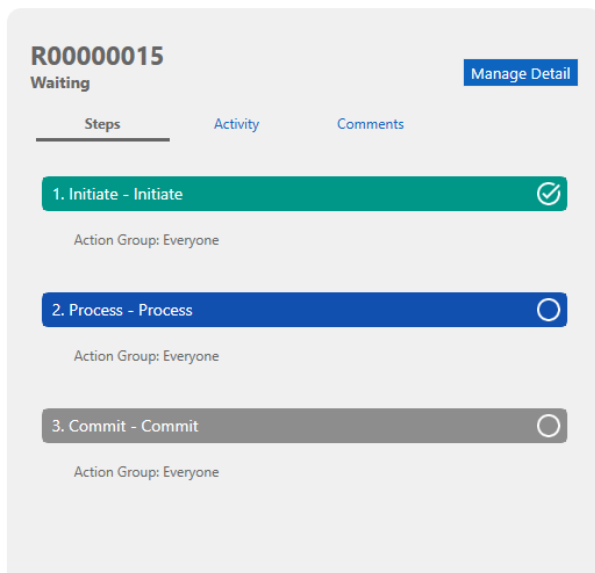 R00000015
Waiting
Manage Detail
Steps Activity Comments
1. Initiate - Initiate
Action Group: Everyone
2. Process - Process
Action Group: Everyone
3. Commit - Commit
Action Group: Everyone